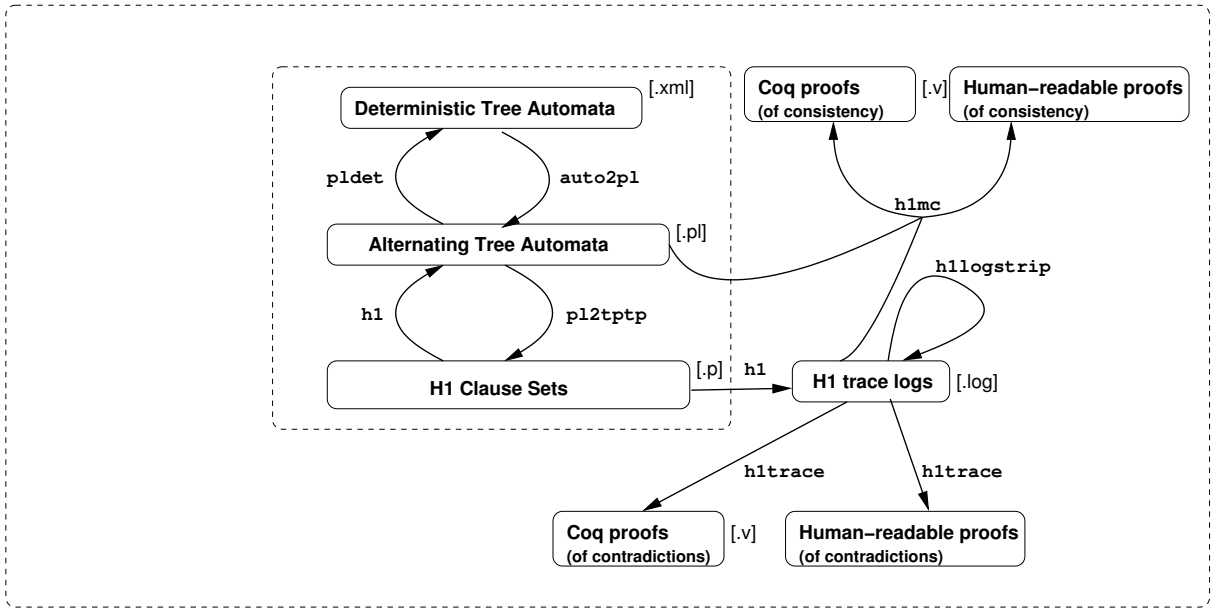 Coq proofs
(of consistency)
[.v]
Human−readable proofs
(of consistency)
[.xml]
Deterministic Tree Automata
pldet
auto2pl
h1mc
[.pl]
Alternating Tree Automata
h1logstrip
h1
pl2tptp
[.p]
h1
H1 Clause Sets
H1 trace logs
[.log]
h1trace
h1trace
Coq proofs
(of contradictions)
[.v]
Human−readable proofs
(of contradictions)